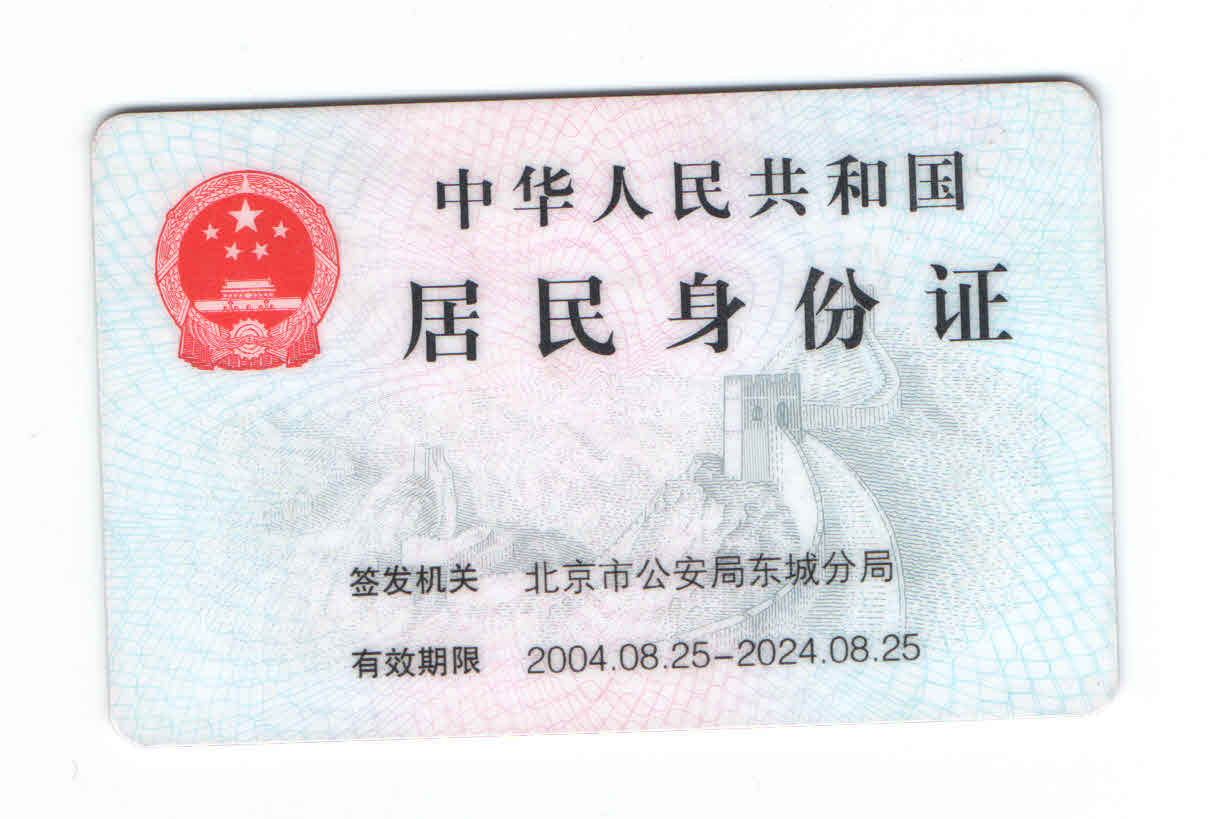 中华人民共和国
居民身份证
签发机关 北京市公安局东城分局
有效期限 2004.08.25-2024.08.25